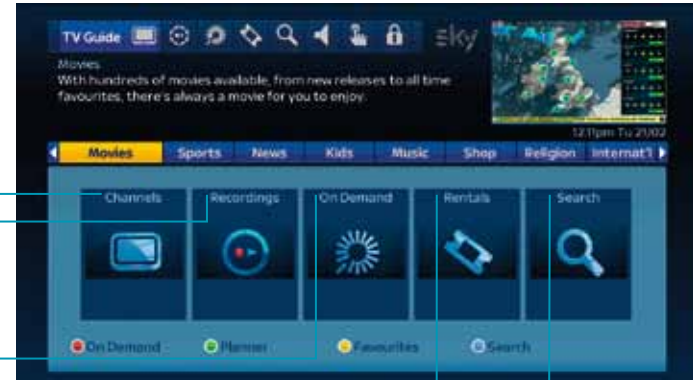 TV Guide
sky
Movies
With hundreds of movies available, from new releases to all time
favourites, there's always a movie for you to enjoy.
12.11pm Tu 21/02
Movies Sports News Kids Music Shop Religion Internat'l
Channels Recordings On Demand Rentals Search
On Demand Planner Favourites Search